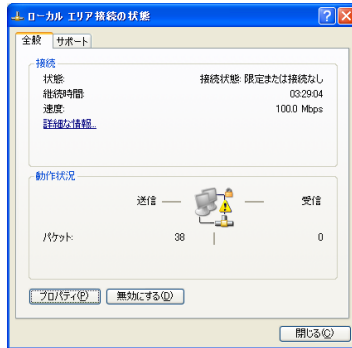 ローカル エリア接続の状態
全般 サポート
接続
状態: 接続状態: 限定または接続なし
継続時間: 03:29:04
速度: 100.0 Mbps
詳細な情報...
動作状況
送信 受信
パケット: 38 0
プロパティ(P) 無効にする(D)
閉じる(C)